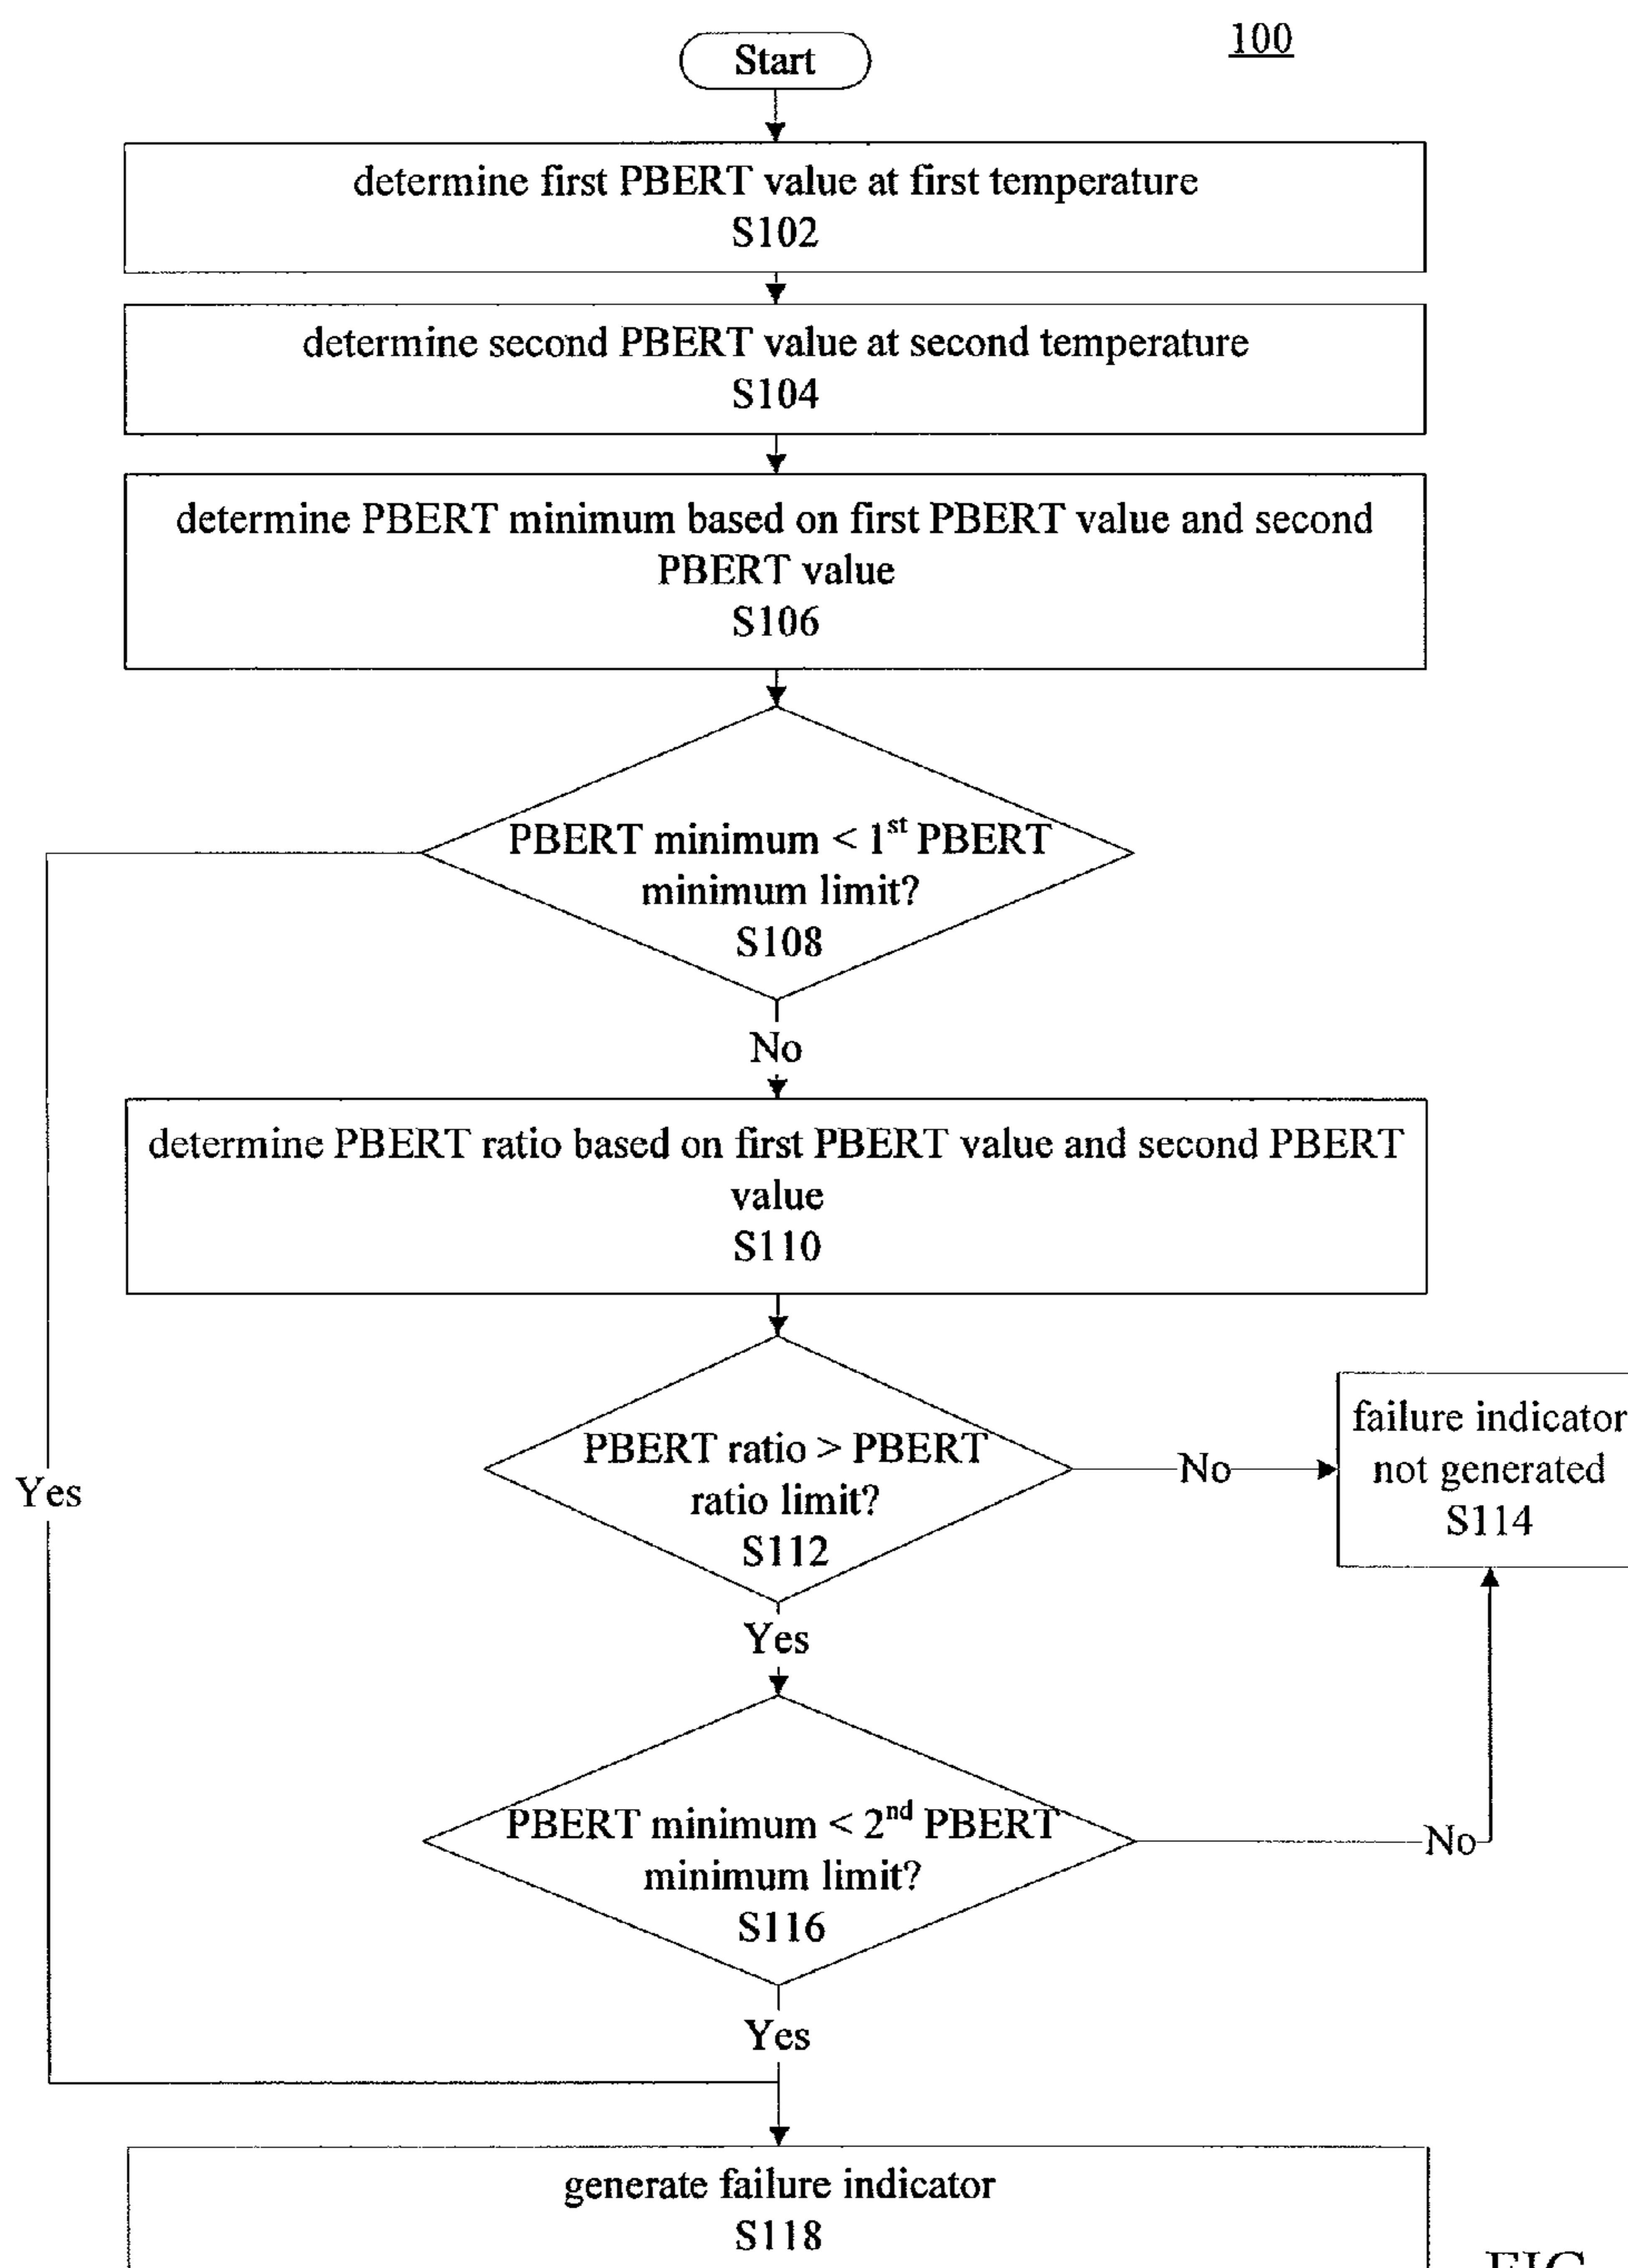 100
Start
determine first PBERT value at first temperature
S102
determine second PBERT value at second temperature
S104
determine PBERT minimum based on first PBERT value and second
PBERT value
S106
PBERT minimum < 1st PBERT
minimum limit?
S108
No
determine PBERT ratio based on first PBERT value and second PBERT
value
S110
PBERT ratio > PBERT
ratio limit?
S112
No
failure indicator
not generated
S114
Yes
Yes
PBERT minimum < 2nd PBERT
minimum limit?
S116
No
Yes
generate failure indicator
S118
FIG